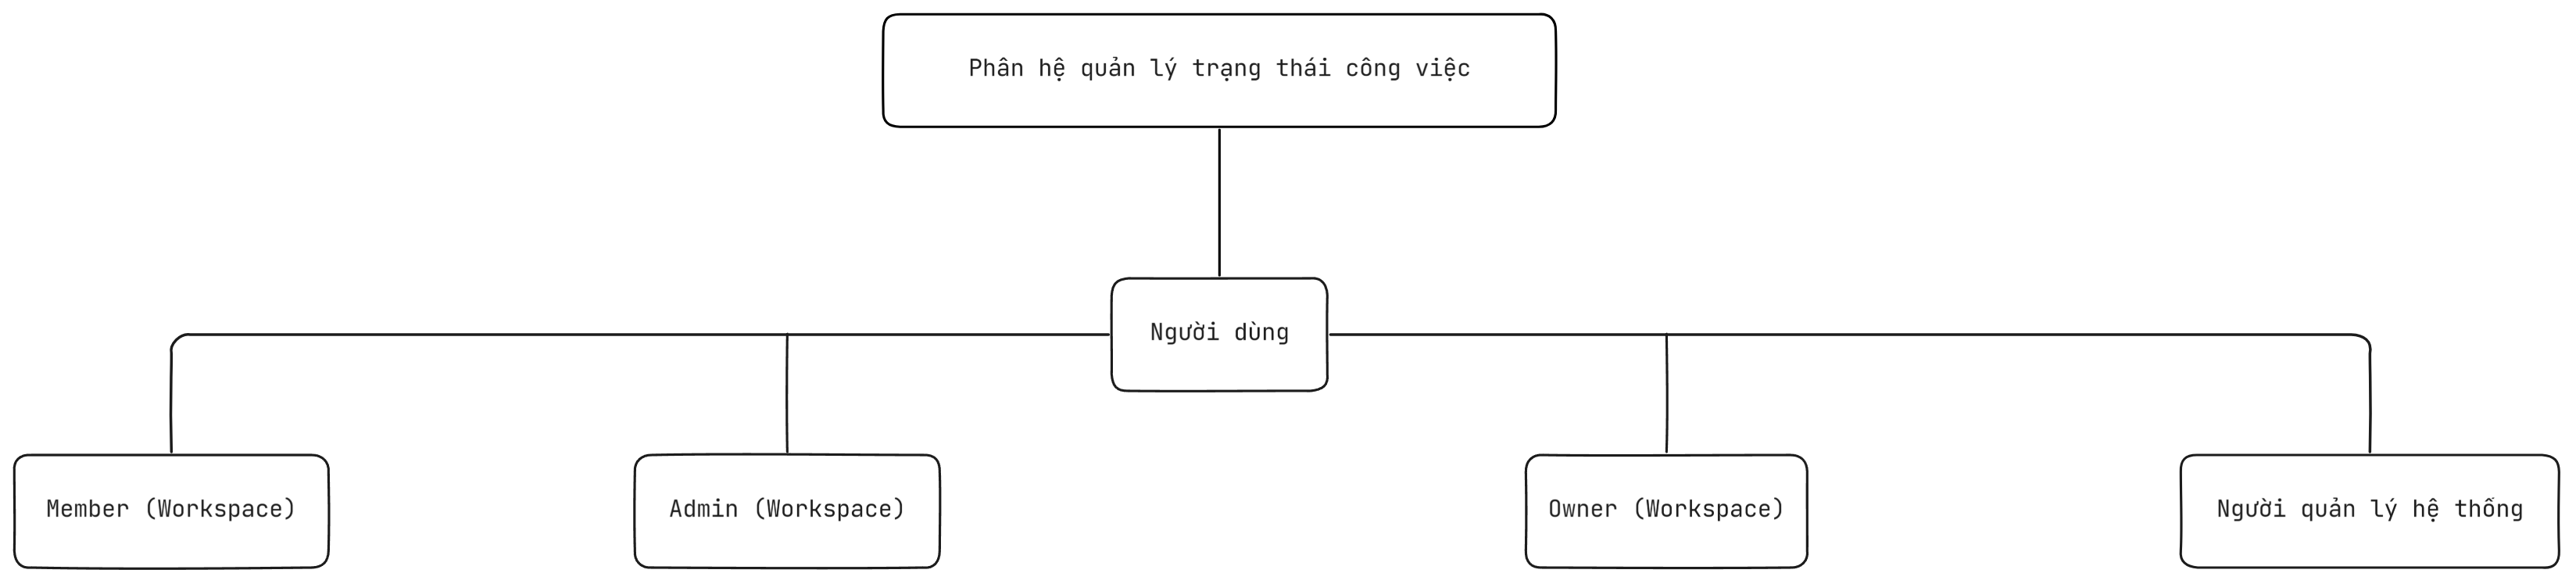 Phân hệ quản lý trạng thái công việc
Người dùng
Member (Workspace)
Admin (Workspace)
Owner (Workspace)
Người quản lý hệ thống